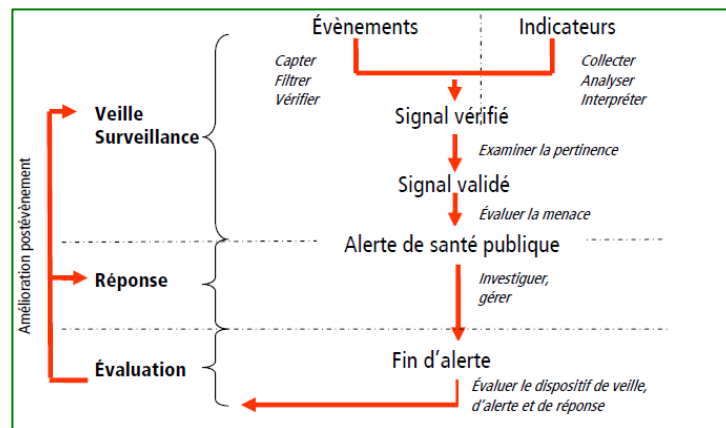 Évènements
Indicateurs
Capter
Filtrer
Vérifier
Collecter
Analyser
Interpréter
Veille
Surveillance
Signal vérifié
Examiner la pertinence
Signal validé
Évaluer la menace
Alerte de santé publique
Réponse
Investiguer,
gérer
Évaluation
Fin d'alerte
Évaluer le dispositif de veille,
d'alerte et de réponse
Amélioration postévénement